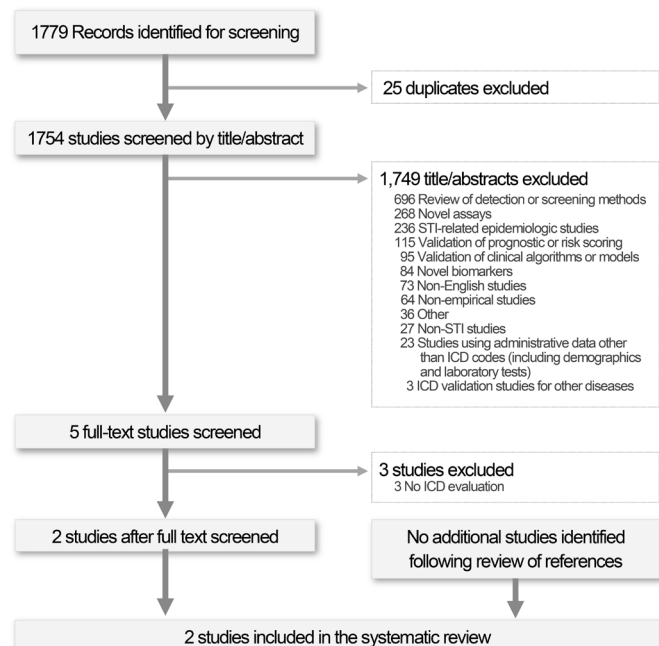 1779 Records identified for screening
25 duplicates excluded
1754 studies screened by title/abstract
1,749 title/abstracts excluded
696 Review of detection or screening methods
268 Novel assays
236 STI-related epidemiologic studies
115 Validation of prognostic or risk scoring
95 Validation of clinical algorithms or models
84 Novel biomarkers
73 Non-English studies
64 Non-empirical studies
36 Other
27 Non-STI studies
23 Studies using administrative data other
than ICD codes (including demographics
and laboratory tests)
3 ICD validation studies for other diseases
5 full-text studies screened
3 studies excluded
3 No ICD evaluation
2 studies after full text screened
No additional studies identified
following review of references
2 studies included in the systematic review